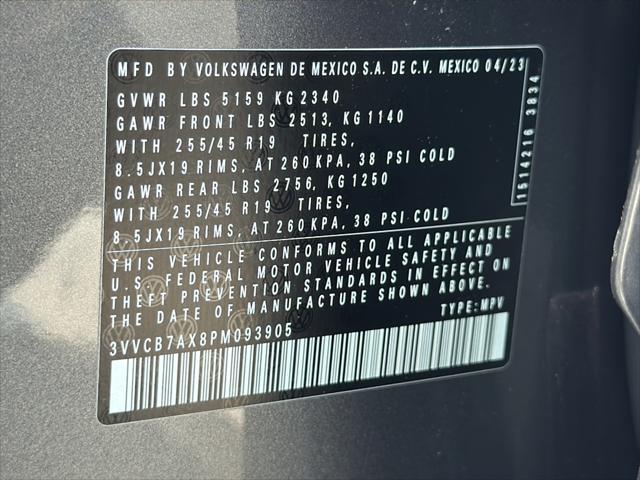 MFD BY VOLKSWAGEN DE MEXICO S.A. DE C.V. MEXICO 04/23
GVWR LBS 5159 KG 2340
GAWR FRONT LBS 2513, KG 1140
WITH 255/45 R19 TIRES,
8.5JX19 RIMS, AT 260 KPA, 38 PSI COLD
GAWR REAR LBS 2756, KG 1250
WITH 255/45 R19 TIRES,
8.5JX19 RIMS, AT 260 KPA, 38 PSI COLD
1514216 3834
THIS VEHICLE CONFORMS TO ALL APPLICABLE
U.S. FEDERAL MOTOR VEHICLE SAFETY AND
THEFT PREVENTION STANDARDS IN EFFECT ON
THE DATE OF MANUFACTURE SHOWN ABOVE.
TYPE: MPV
3VVCB7AX8PM093905